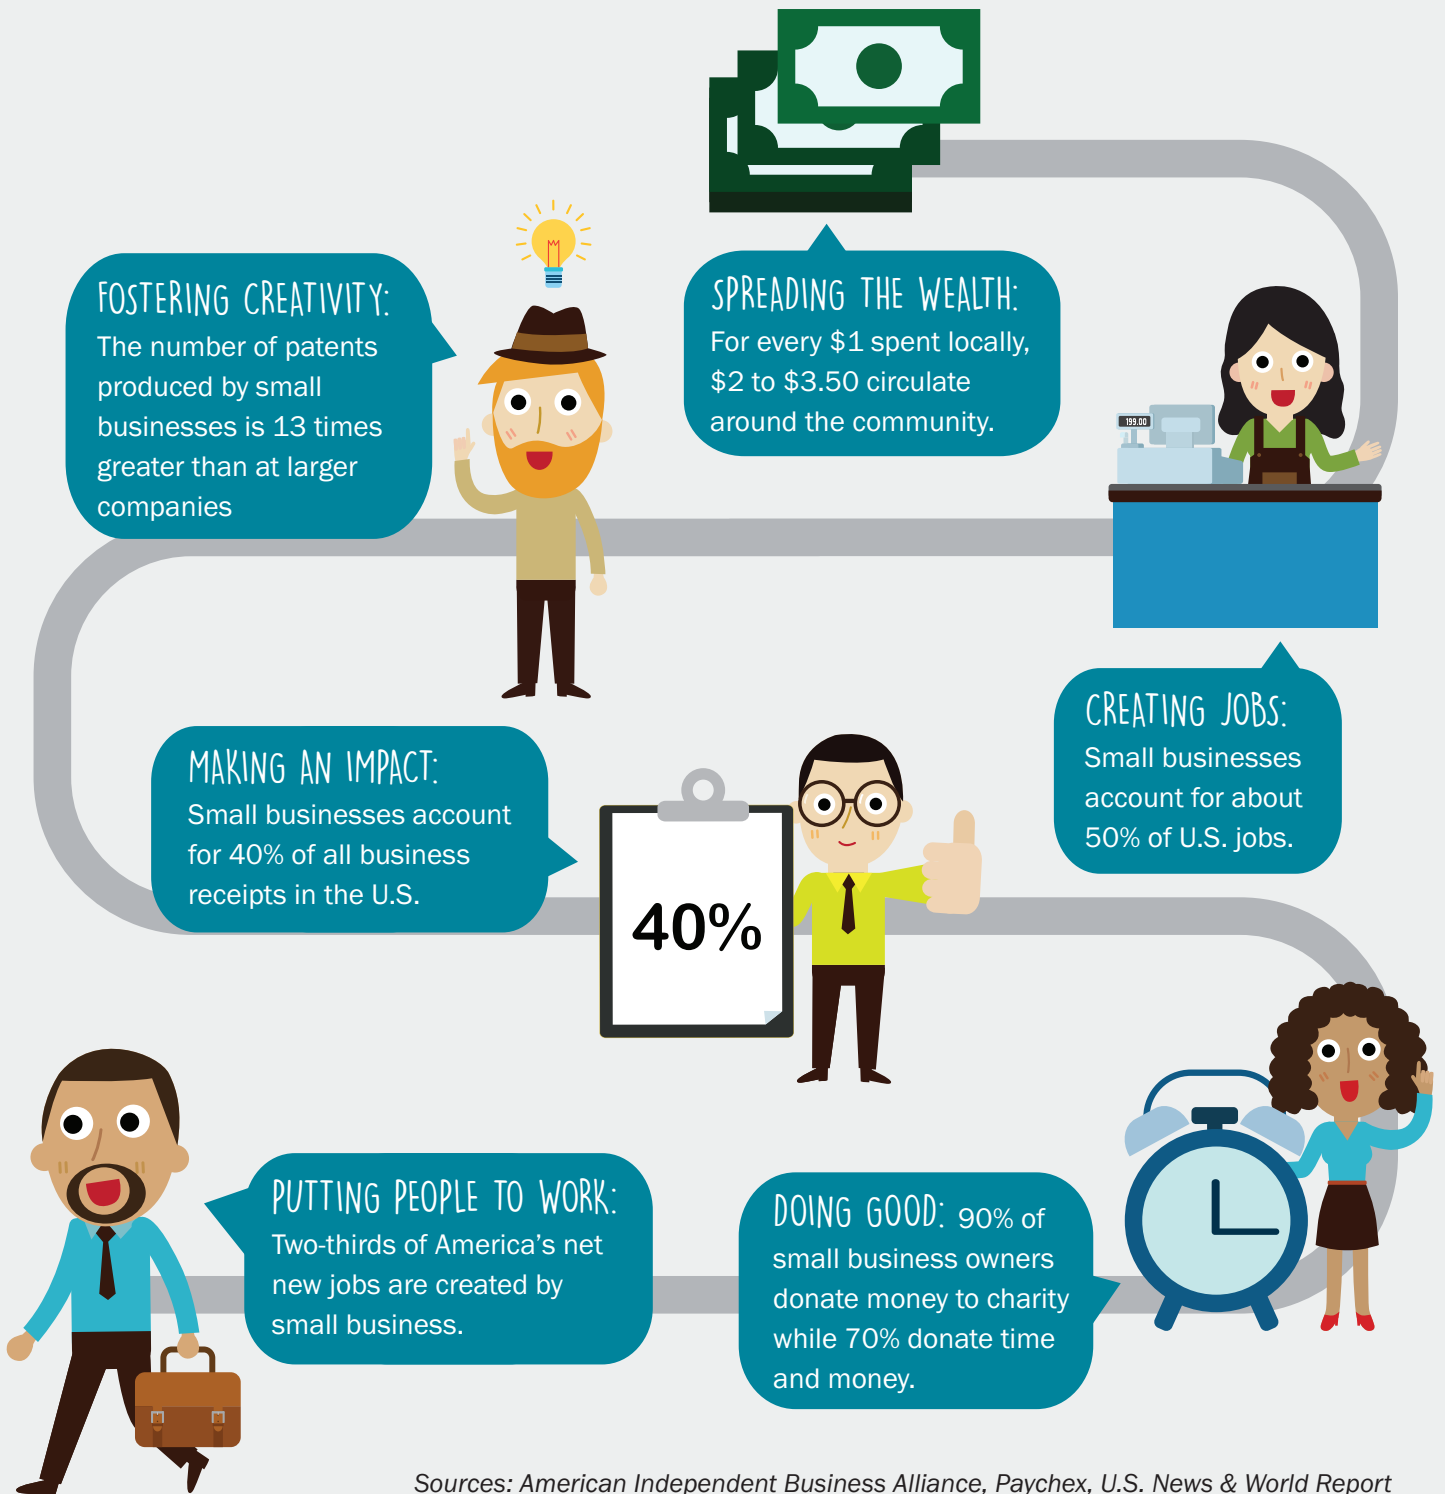 SPREADING THE WEALTH:
For every $1 spent locally,
$2 to $3.50 circulate
around the community.
FOSTERING CREATIVITY:
The number of patents
produced by small
businesses is 13 times
greater than at larger
companies
199.00
CREATING JOBS:
Small businesses
account for about
50% of U.S. jobs.
MAKING AN IMPACT:
Small businesses account
for 40% of all business
receipts in the U.S.
40%
PUTTING PEOPLE TO WORK:
Two-thirds of America’s net
new jobs are created by
small business.
DOING GOOD: 90% of
small business owners
donate money to charity
while 70% donate time
and money.
Sources: American Independent Business Alliance, Paychex, U.S. News & World Report